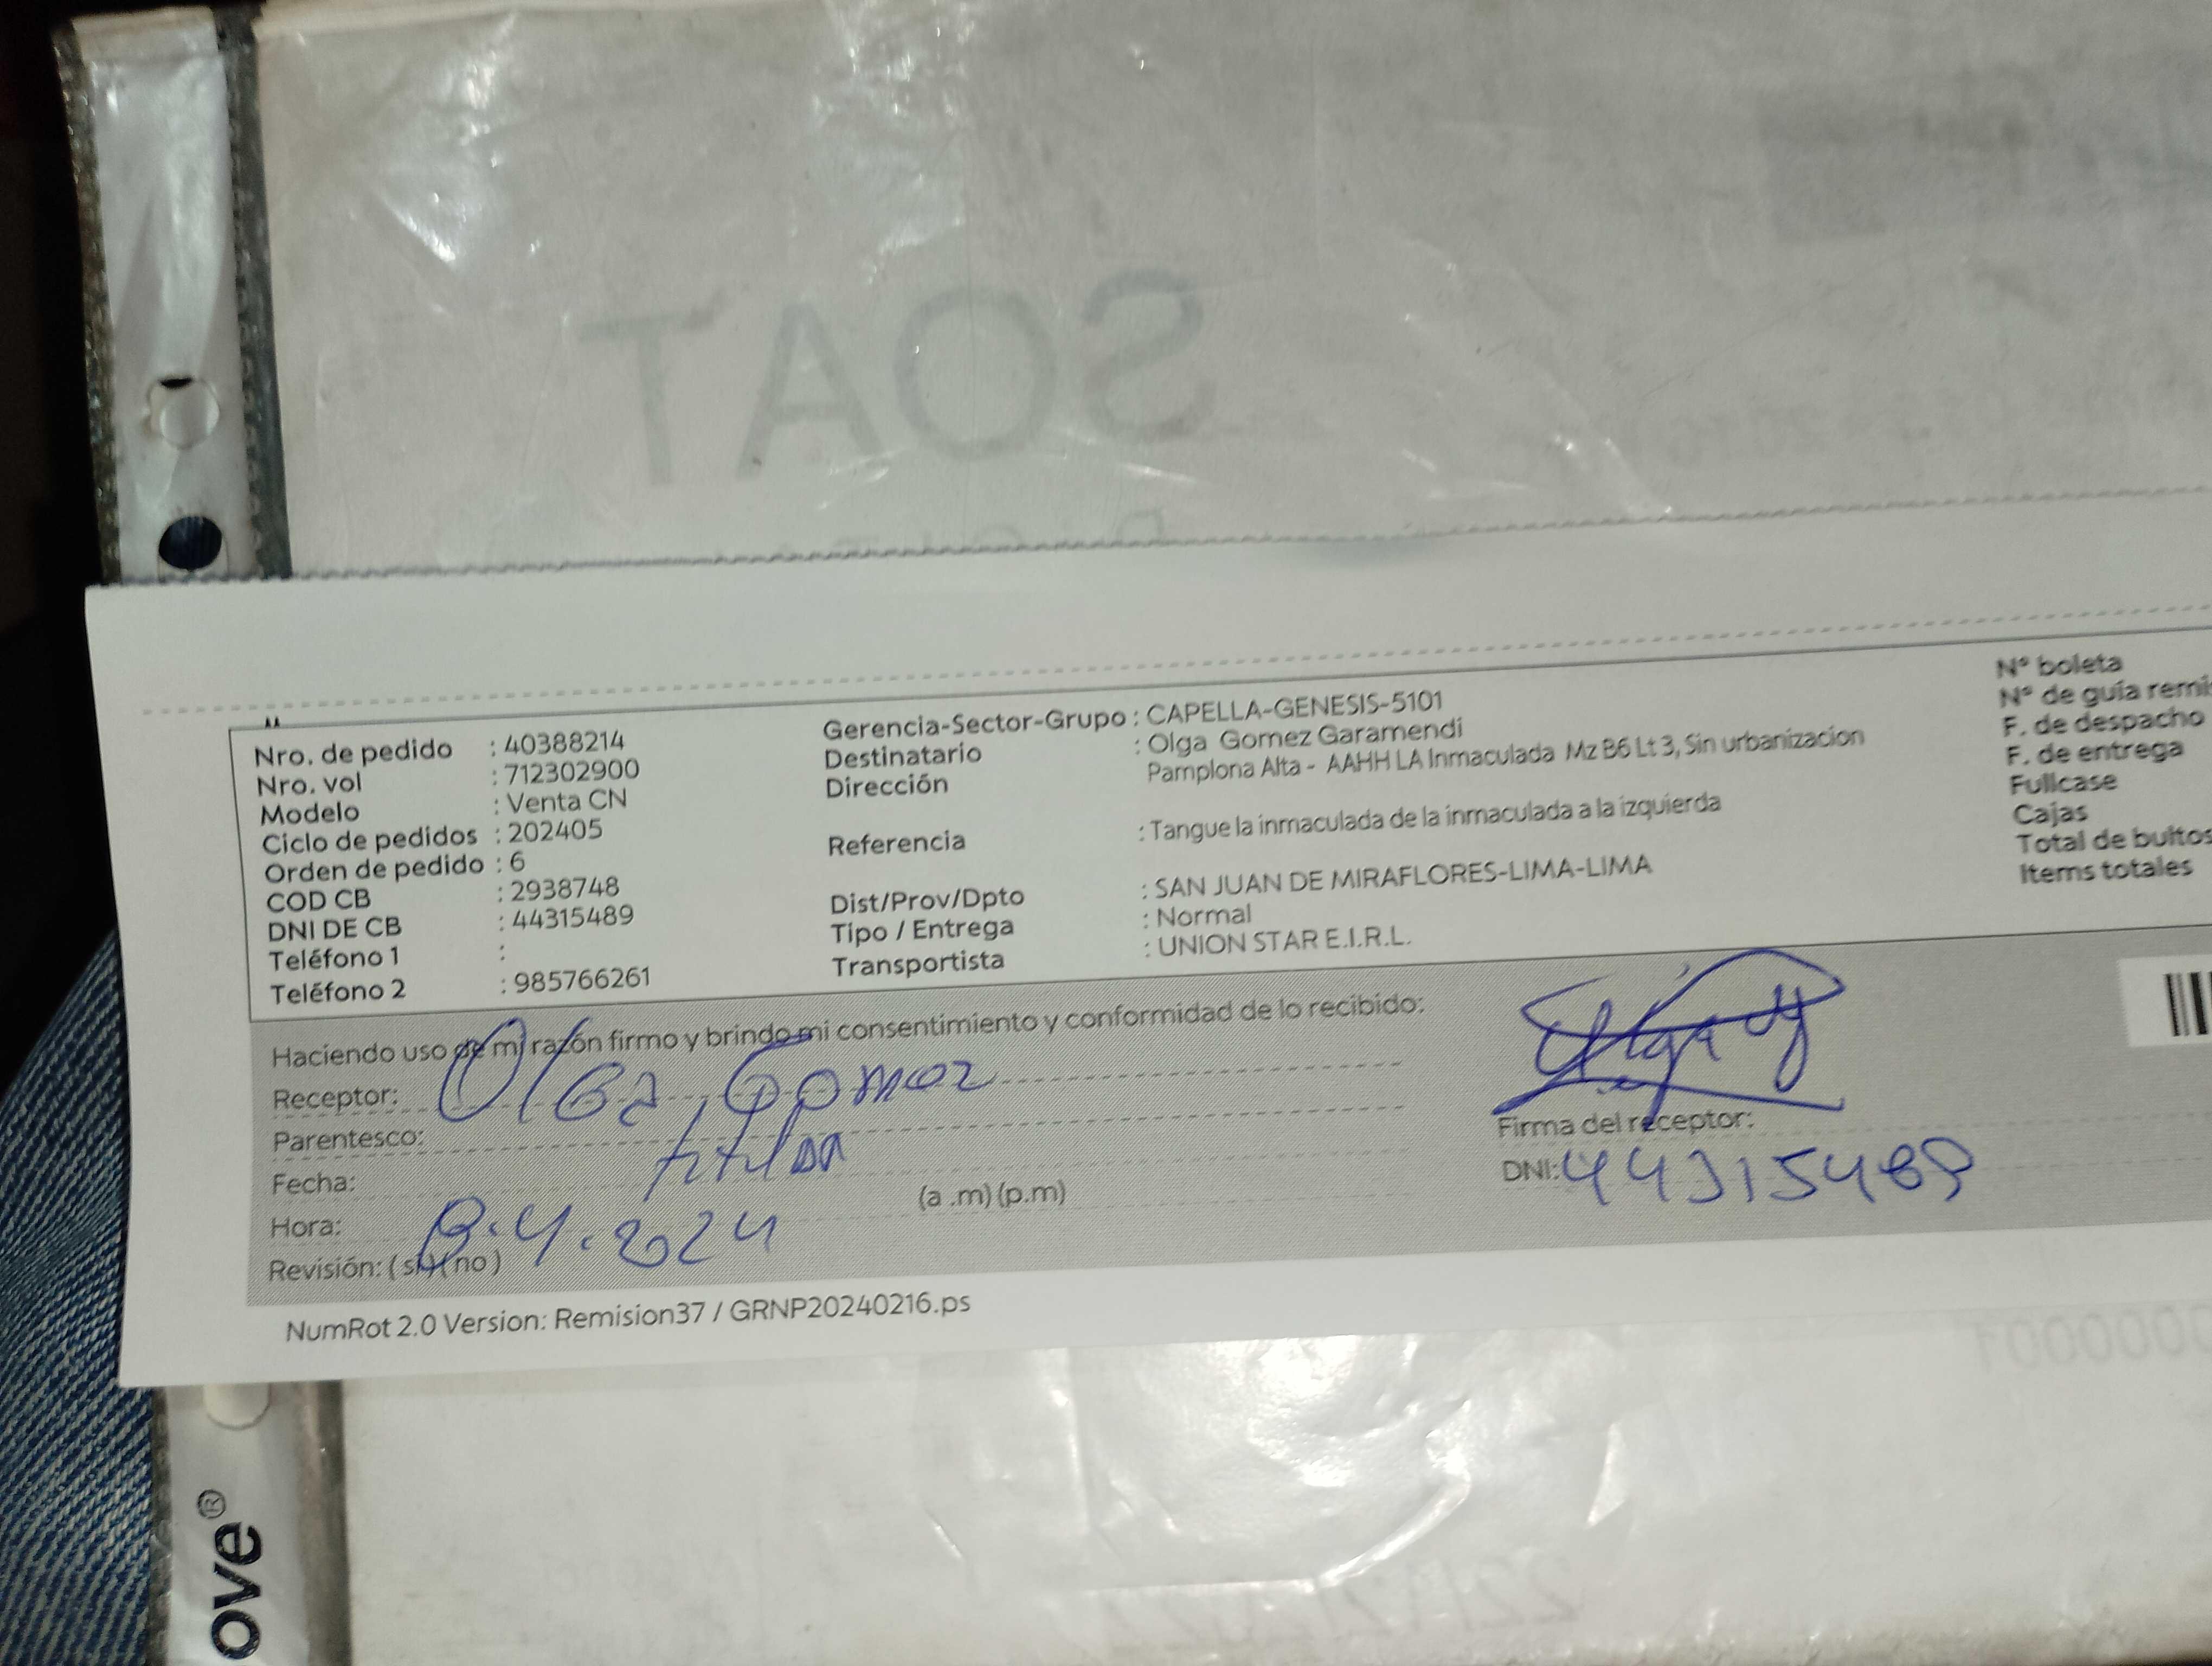 SOAT
Nro. de pedido : 40388214
Nro. vol : 712302900
Modelo : Venta CN
Ciclo de pedidos : 202405
Orden de pedido : 6
COD CB : 2938748
DNI DE CB : 44315489
Teléfono 1 :
Teléfono 2 : 985766261
Gerencia-Sector-Grupo : CAPELLA-GENESIS-5101
Destinatario : Olga Gomez Garamendi
Dirección Pamplona Alta - AAHH LA Inmaculada Mz B6 Lt 3, Sin urbanizacion
Referencia : Tangue la inmaculada de la inmaculada a la izquierda
Dist/Prov/Dpto : SAN JUAN DE MIRAFLORES-LIMA-LIMA
Tipo / Entrega : Normal
Transportista : UNION STAR E.I.R.L.
N° boleta
N° de guía remi
F. de despacho
F. de entrega
Fullcase
Cajas
Total de bultos
Items totales
Haciendo uso de mi razón firmo y brindo mi consentimiento y conformidad de lo recibido:
Receptor: Olga Gomez
Parentesco:
Fecha:
Hora: (a .m) (p.m)
Revisión: ( si ) ( no )
Firma del receptor:
DNI: 44315489
NumRot 2.0 Version: Remision37 / GRNP20240216.ps
ove®